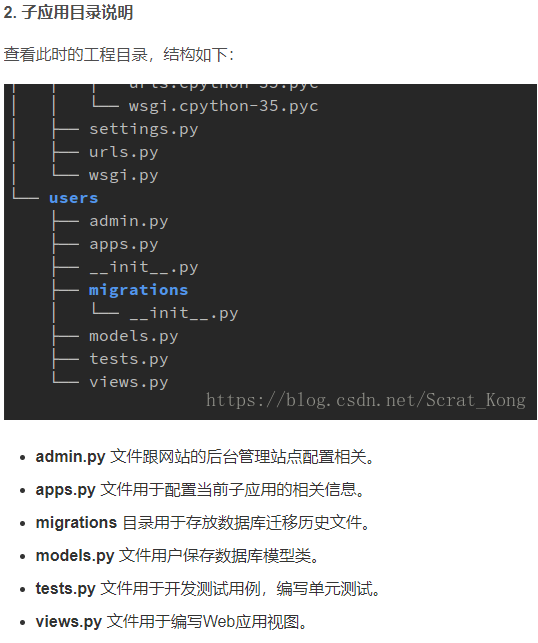 2. 子应用目录说明
查看此时的工程目录，结构如下：
│   │   │   └── urls.cpython-35.pyc
│   │   └── wsgi.cpython-35.pyc
│   ├── settings.py
│   ├── urls.py
│   └── wsgi.py
└── users
    ├── admin.py
    ├── apps.py
    ├── __init__.py
    ├── migrations
    │   └── __init__.py
    ├── models.py
    ├── tests.py
    └── views.py
https://blog.csdn.net/Scrat_Kong
• admin.py 文件跟网站的后台管理站点配置相关。
• apps.py 文件用于配置当前子应用的相关信息。
• migrations 目录用于存放数据库迁移历史文件。
• models.py 文件用户保存数据库模型类。
• tests.py 文件用于开发测试用例，编写单元测试。
• views.py 文件用于编写Web应用视图。